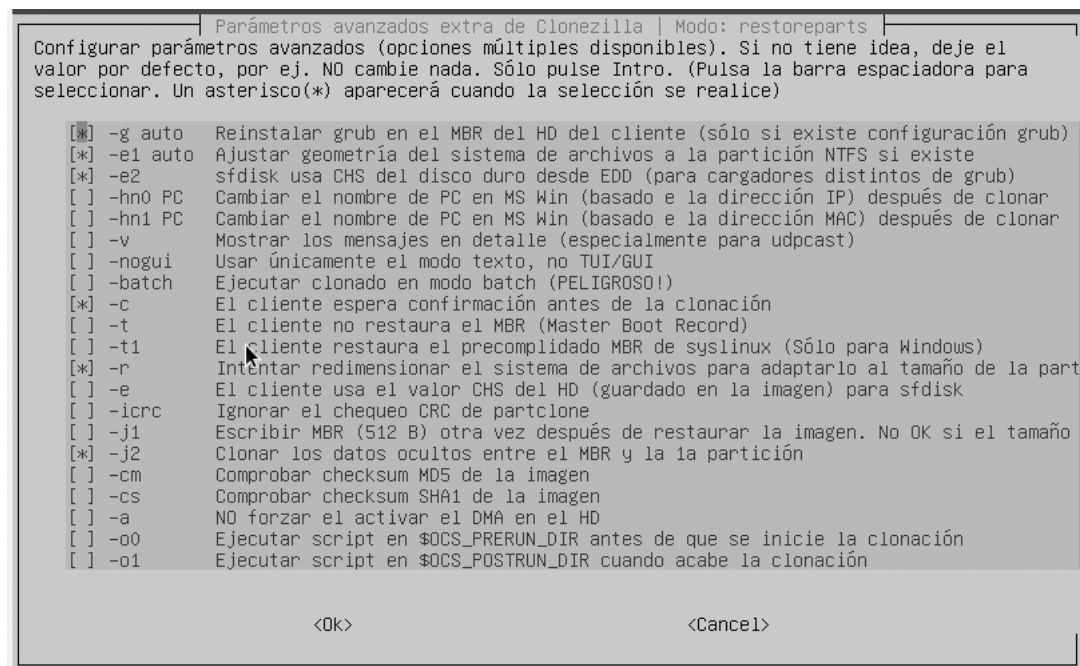 Parámetros avanzados extra de Clonezilla | Modo: restoreparts
Configurar parámetros avanzados (opciones múltiples disponibles). Si no tiene idea, deje el
valor por defecto, por ej. NO cambie nada. Sólo pulse Intro. (Pulsa la barra espaciadora para
seleccionar. Un asterisco(*) aparecerá cuando la selección se realice)
[*] -g auto Reinstalar grub en el MBR del HD del cliente (sólo si existe configuración grub)
[*] -e1 auto Ajustar geometría del sistema de archivos a la partición NTFS si existe
[*] -e2 sfdisk usa CHS del disco duro desde EDD (para cargadores distintos de grub)
[ ] -hn0 PC Cambiar el nombre de PC en MS Win (basado e la dirección IP) después de clonar
[ ] -hn1 PC Cambiar el nombre de PC en MS Win (basado e la dirección MAC) después de clonar
[ ] -v Mostrar los mensajes en detalle (especialmente para udpcast)
[ ] -nogui Usar únicamente el modo texto, no TUI/GUI
[ ] -batch Ejecutar clonado en modo batch (PELIGROSO!)
[*] -c El cliente espera confirmación antes de la clonación
[ ] -t El cliente no restaura el MBR (Master Boot Record)
[ ] -t1 El cliente restaura el precomplidado MBR de syslinux (Sólo para Windows)
[*] -r Intentar redimensionar el sistema de archivos para adaptarlo al tamaño de la part
[ ] -e El cliente usa el valor CHS del HD (guardado en la imagen) para sfdisk
[ ] -icrc Ignorar el chequeo CRC de partclone
[ ] -j1 Escribir MBR (512 B) otra vez después de restaurar la imagen. No OK si el tamaño
[*] -j2 Clonar los datos ocultos entre el MBR y la 1a partición
[ ] -cm Comprobar checksum MD5 de la imagen
[ ] -cs Comprobar checksum SHA1 de la imagen
[ ] -a NO forzar el activar el DMA en el HD
[ ] -o0 Ejecutar script en $OCS_PRERUN_DIR antes de que se inicie la clonación
[ ] -o1 Ejecutar script en $OCS_POSTRUN_DIR cuando acabe la clonación
<Ok> <Cancel>